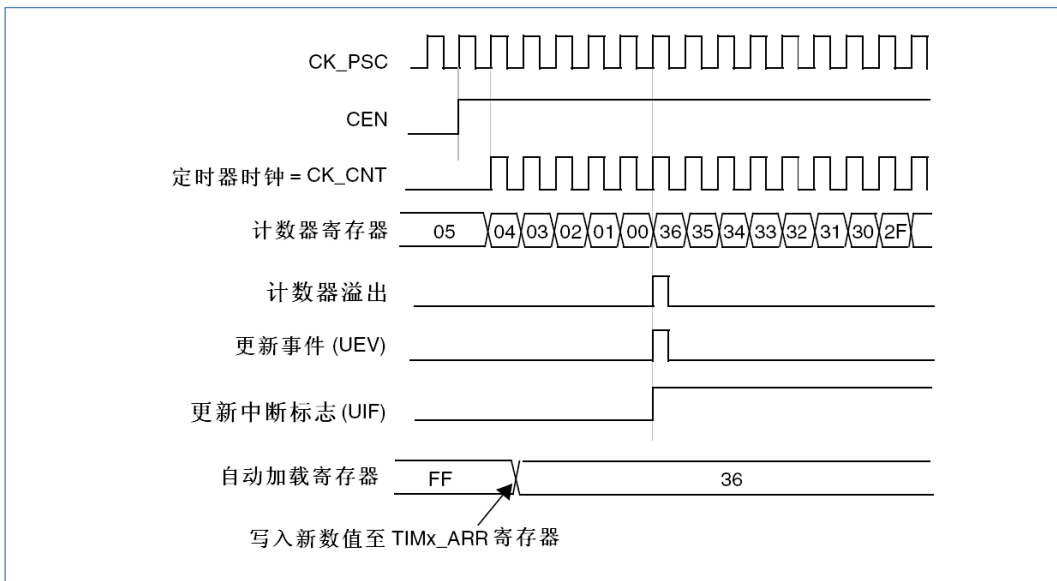 CK_PSC
CEN
定时器时钟 = CK_CNT
计数器寄存器 05 04 03 02 01 00 36 35 34 33 32 31 30 2F
计数器溢出
更新事件 (UEV)
更新中断标志 (UIF)
自动加载寄存器 FF 36
写入新数值至 TIMx_ARR 寄存器